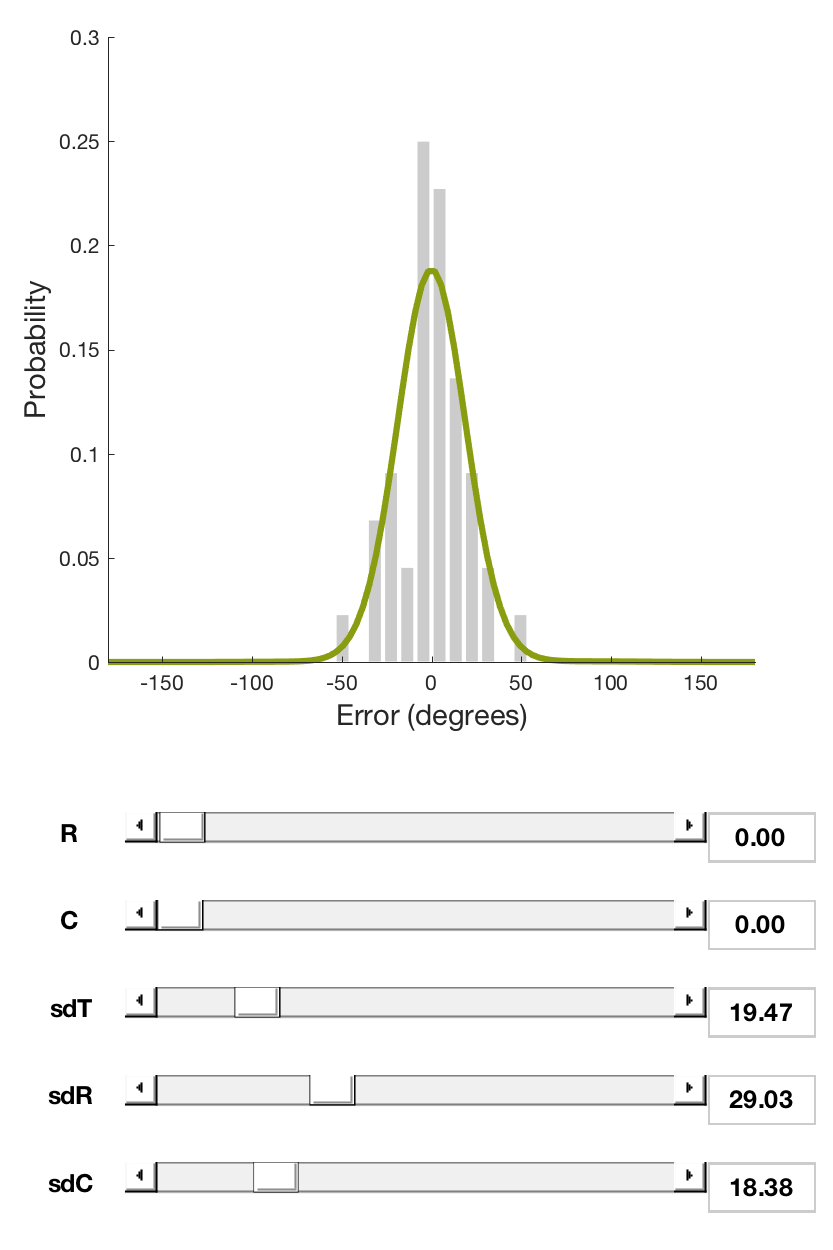 0.3
0.25
0.2
0.15
0.1
0.05
0
Probability
-150 -100 -50 0 50 100 150
Error (degrees)
R 0.00
C 0.00
sdT 19.47
sdR 29.03
sdC 18.38